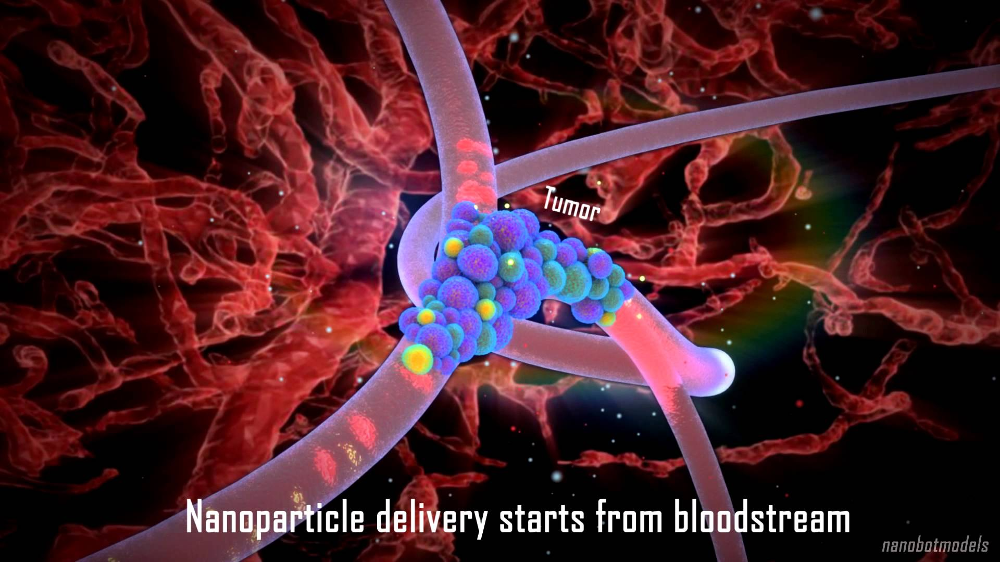 Tumor
Nanoparticle delivery starts from bloodstream
nanobotmodels